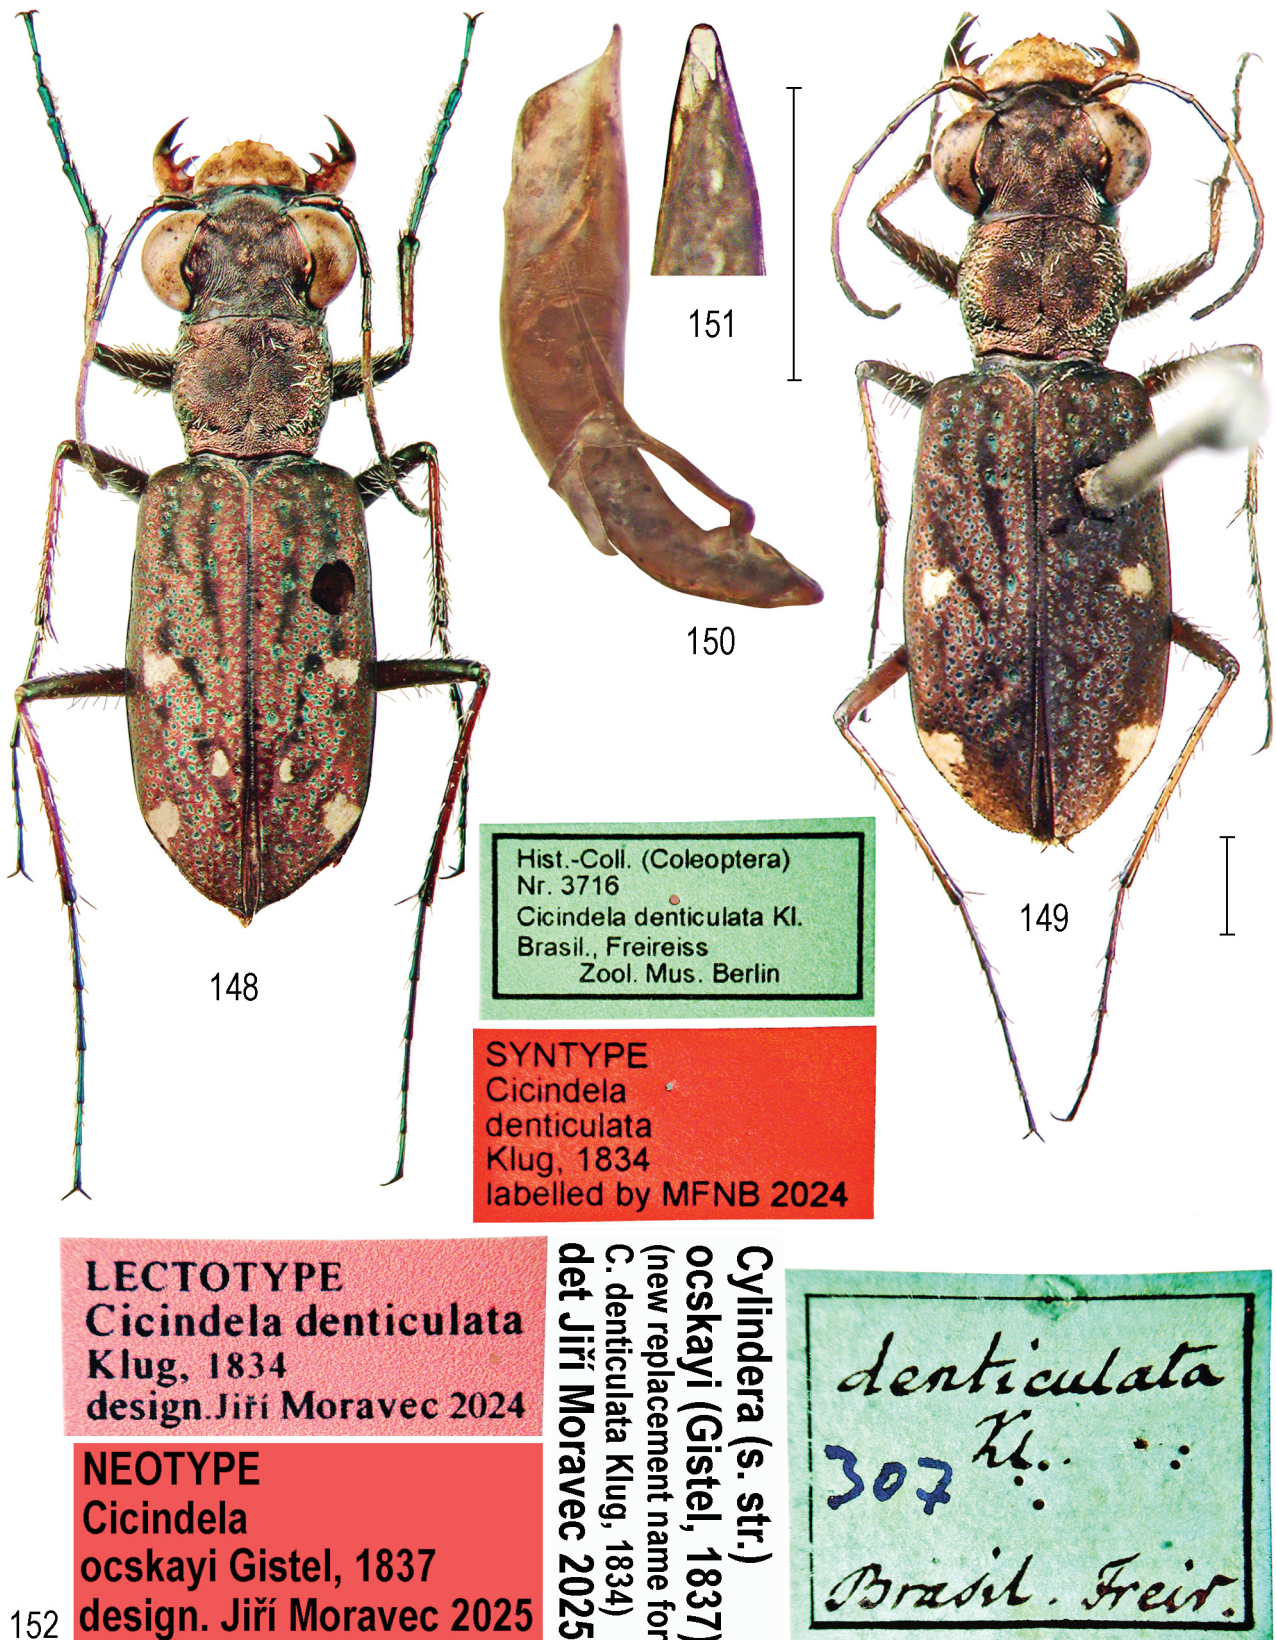 151
150
148
149
Hist.-Coll. (Coleoptera)
Nr. 3716
Cicindela denticulata Kl.
Brasil., Freireiss
Zool. Mus. Berlin
SYNTYPE
Cicindela
denticulata
Klug, 1834
labelled by MFNB 2024
LECTOTYPE
Cicindela denticulata
Klug, 1834
design.Jiří Moravec 2024
NEOTYPE
Cicindela
ocskayi Gistel, 1837
design. Jiří Moravec 2025
152
Cylindera (s. str.)
ocskayi (Gistel, 1837)
(new replacement name for
C. denticulata Klug, 1834)
det Jiří Moravec 2025
denticulata
Kl..
307
Brasil. Freir.